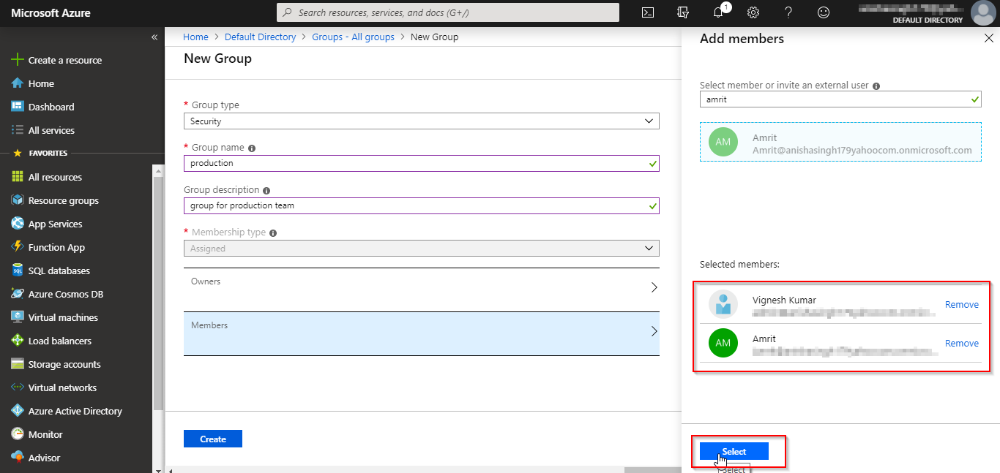 Microsoft Azure
Search resources, services, and docs (G+/)
1
DEFAULT DIRECTORY
«
Create a resource
Home
Dashboard
All services
FAVORITES
All resources
Resource groups
App Services
Function App
SQL databases
Azure Cosmos DB
Virtual machines
Load balancers
Storage accounts
Virtual networks
Azure Active Directory
Monitor
Advisor
Home > Default Directory > Groups - All groups > New Group
New Group
* Group type
Security
* Group name
production
Group description
group for production team
* Membership type
Assigned
Owners
Members
Create
Add members
Select member or invite an external user
amrit
AM
Amrit
Amrit@anishasingh179yahoocom.onmicrosoft.com
Selected members:
Vignesh Kumar
Remove
AM
Amrit
Remove
Select
Select